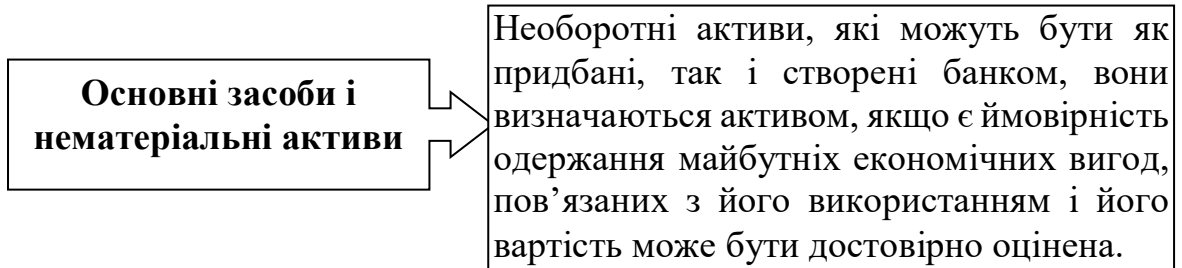 Основні засоби і
нематеріальні активи
Необоротні активи, які можуть бути як
придбані, так і створені банком, вони
визначаються активом, якщо є ймовірність
одержання майбутніх економічних вигод,
пов’язаних з його використанням і його
вартість може бути достовірно оцінена.